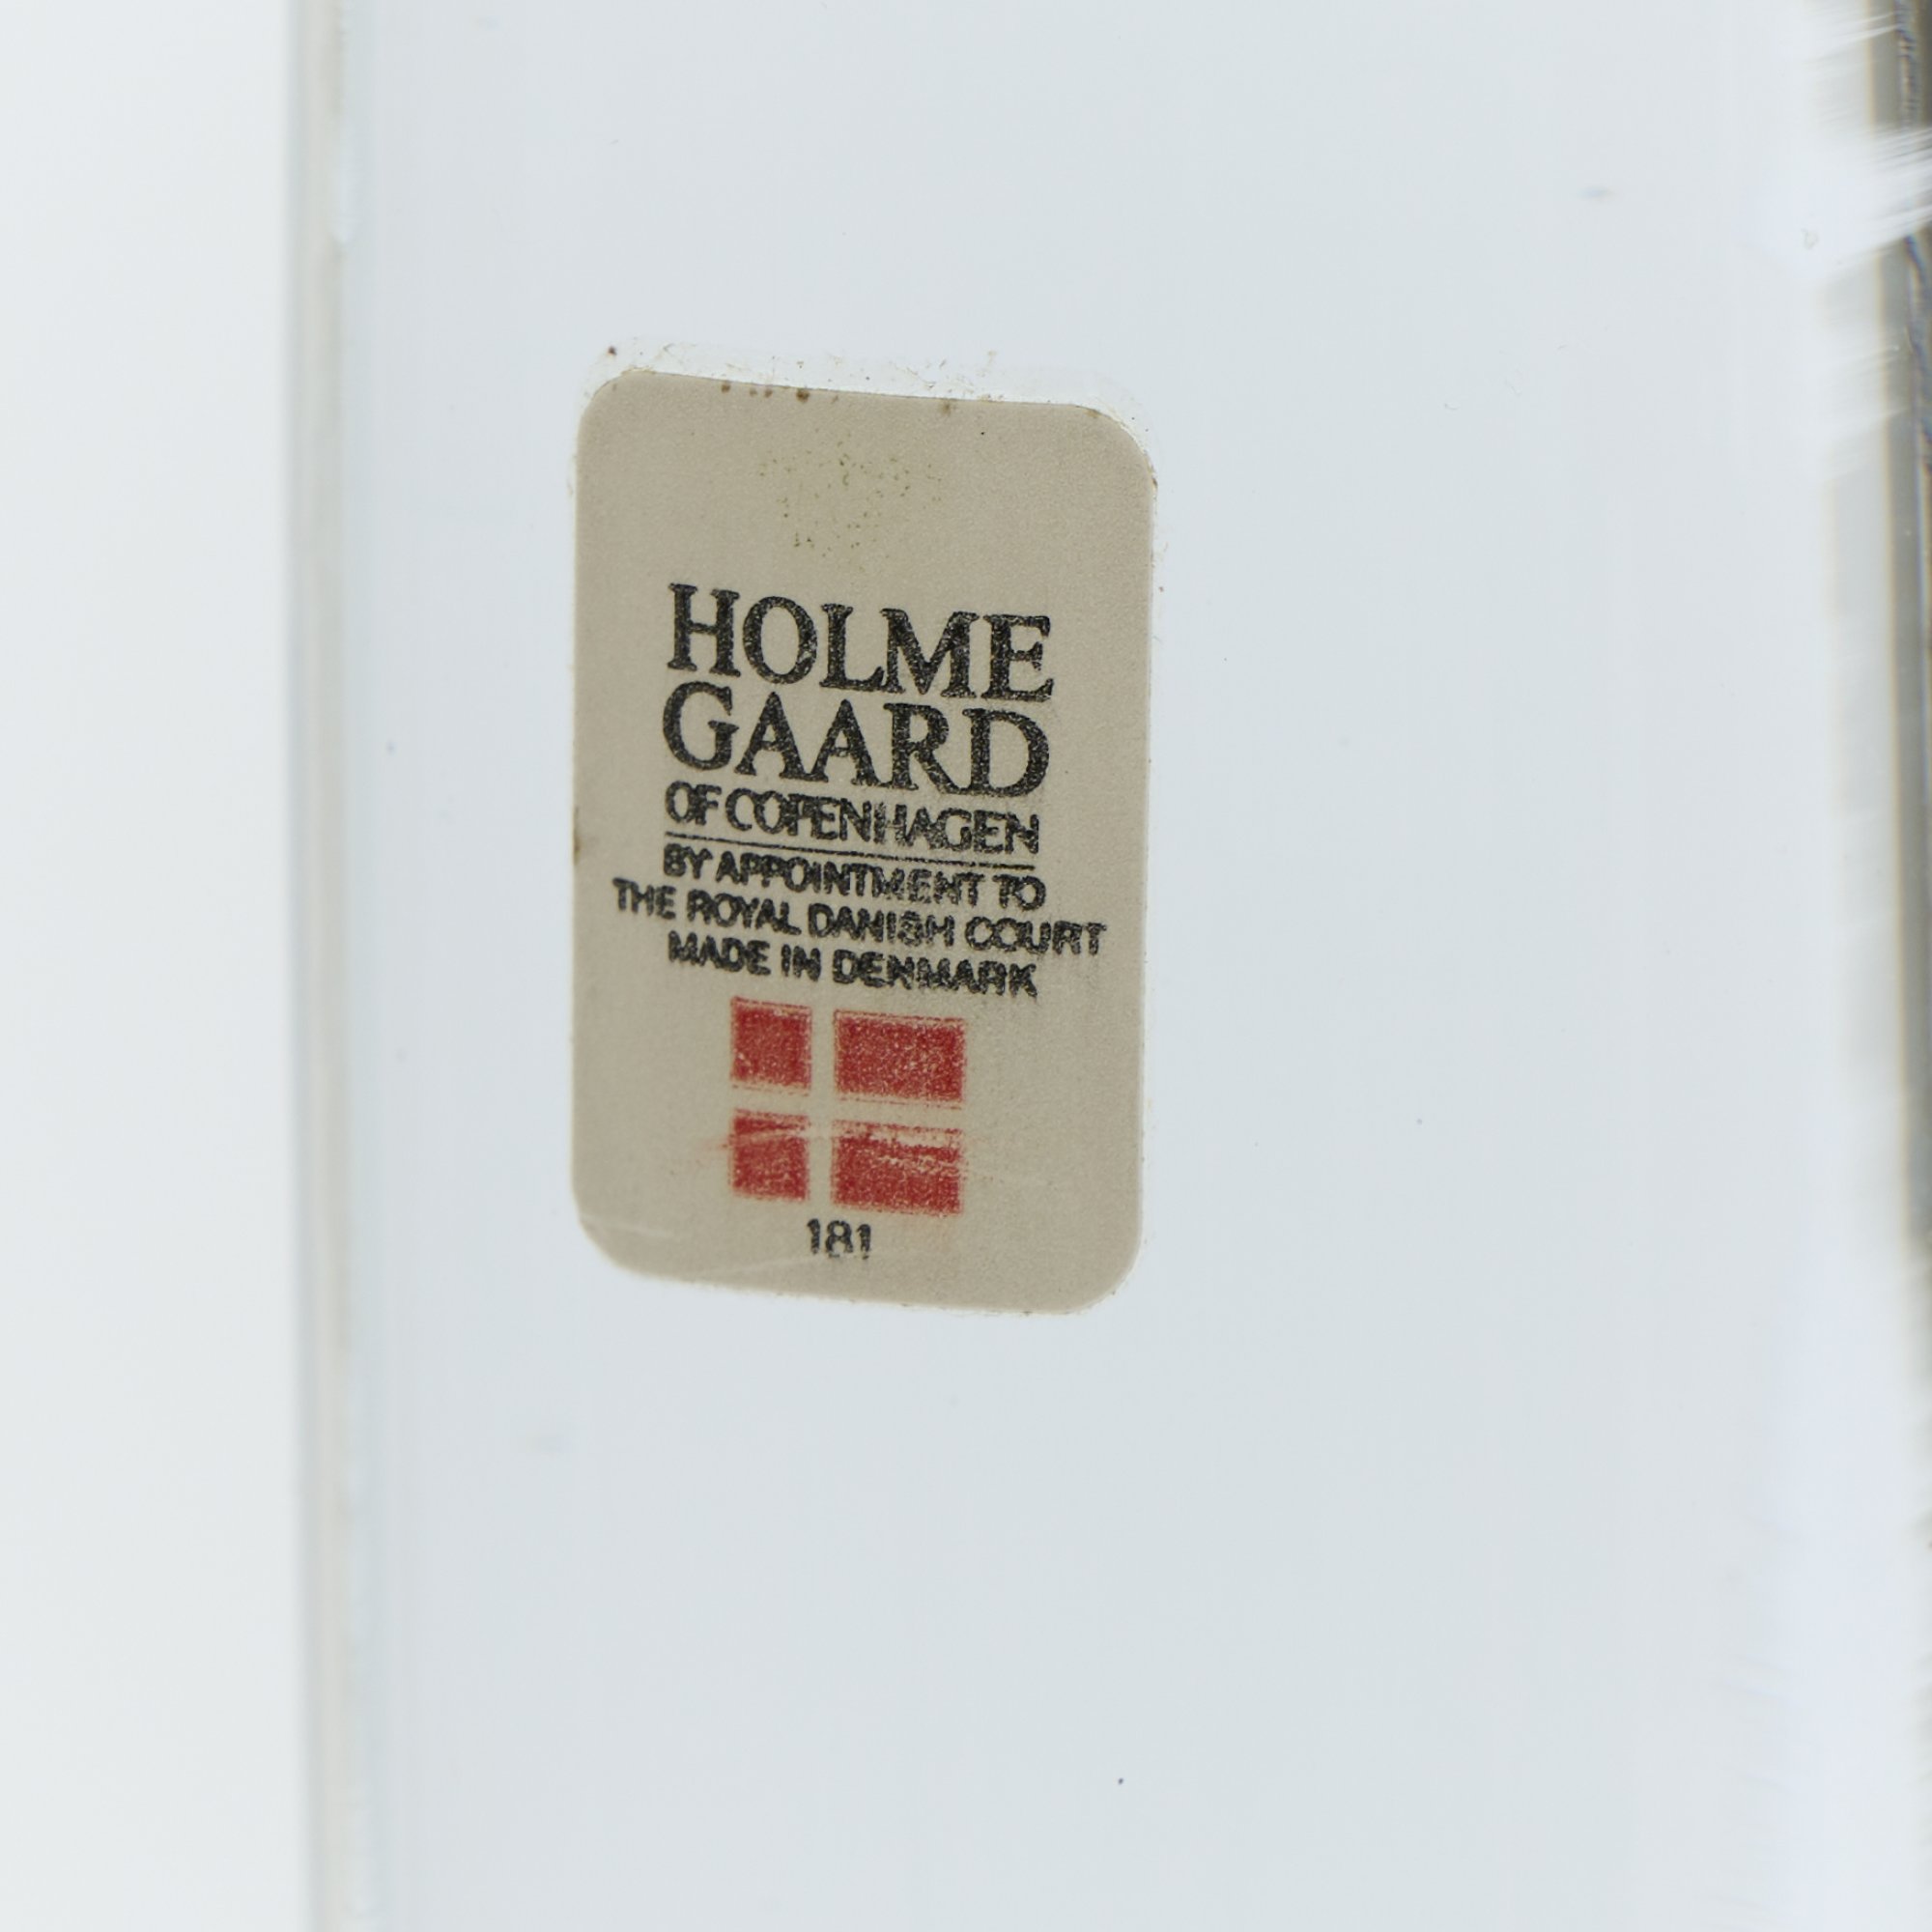 HOLME
GAARD
OF COPENHAGEN
BY APPOINTMENT TO
THE ROYAL DANISH COURT
MADE IN DENMARK
181